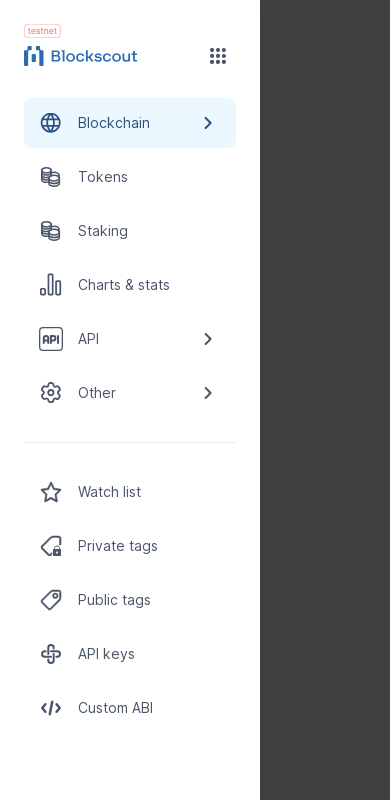 testnet
Blockscout
Blockchain
Tokens
Staking
Charts & stats
API
API
Other
Watch list
Private tags
Public tags
API keys
Custom ABI